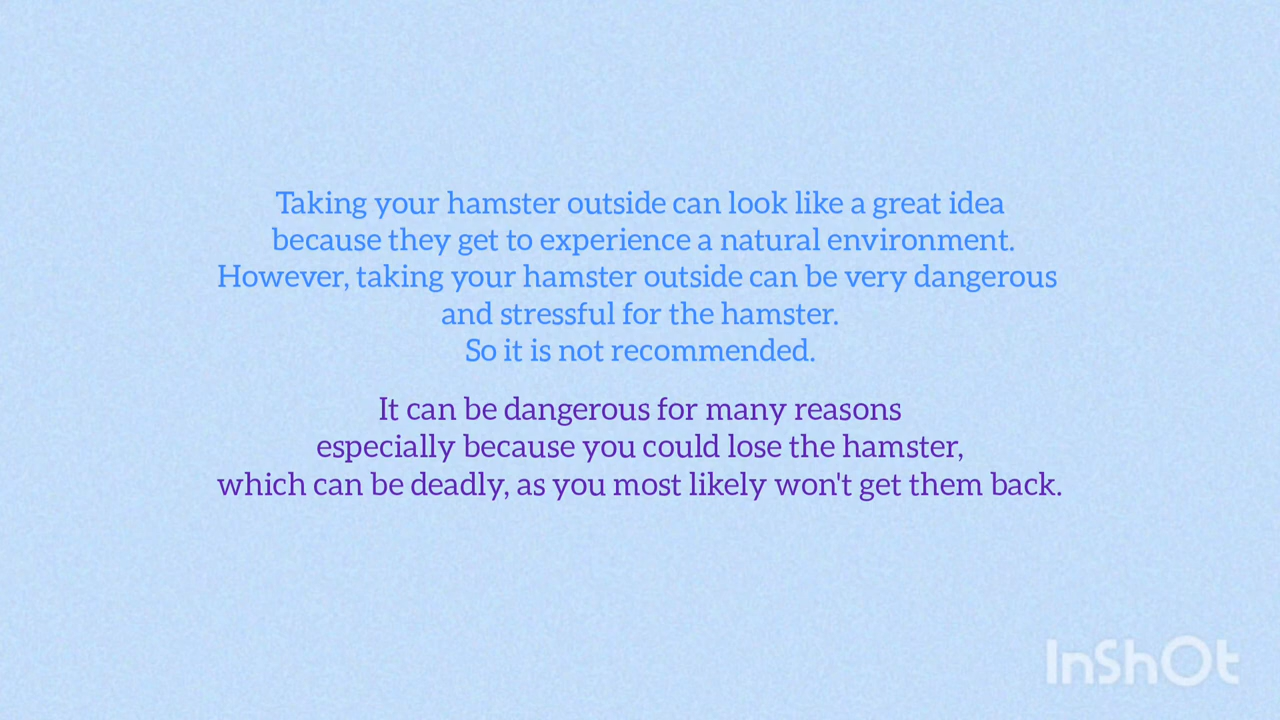 Taking your hamster outside can look like a great idea
because they get to experience a natural environment.
However, taking your hamster outside can be very dangerous
and stressful for the hamster.
So it is not recommended.
It can be dangerous for many reasons
especially because you could lose the hamster,
which can be deadly, as you most likely won't get them back.
InShOt